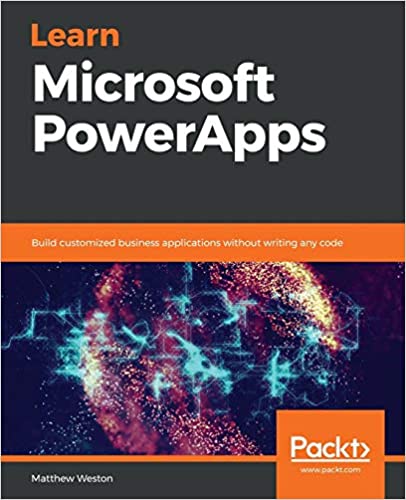 Learn
Microsoft
PowerApps
Build customized business applications without writing any code
Packt>
www.packt.com
Matthew Weston